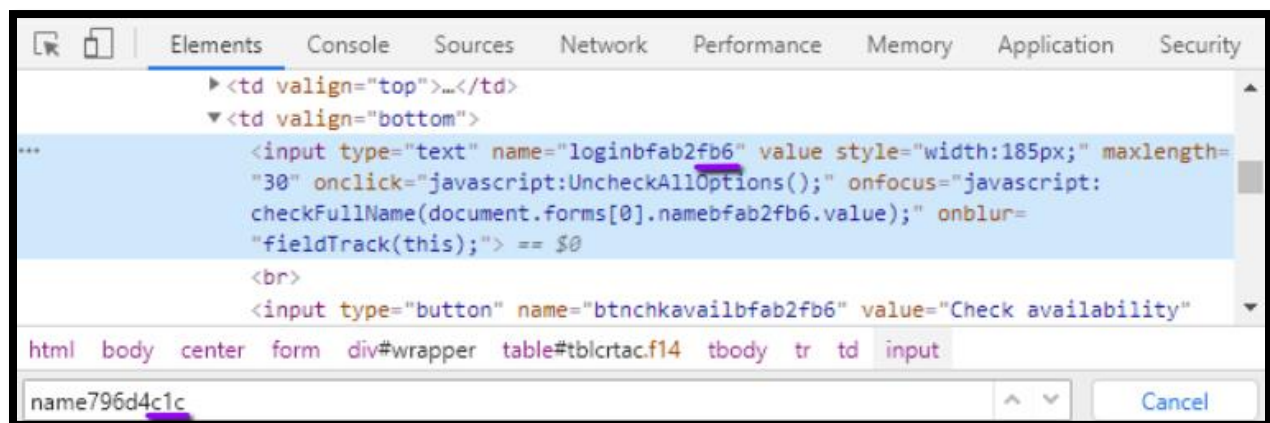 Elements Console Sources Network Performance Memory Application Security
▶<td valign="top">…</td>
▼<td valign="bottom">
••• <input type="text" name="loginbfab2fb6" value style="width:185px;" maxlength=
"30" onclick="javascript:UncheckAllOptions();" onfocus="javascript:
checkFullName(document.forms[0].namebfab2fb6.value);" onblur=
"fieldTrack(this);"> == $0
<br>
<input type="button" name="btnchkavailbfab2fb6" value="Check availability"
html body center form div#wrapper table#tblcrtac.f14 tbody tr td input
name796d4c1c Cancel